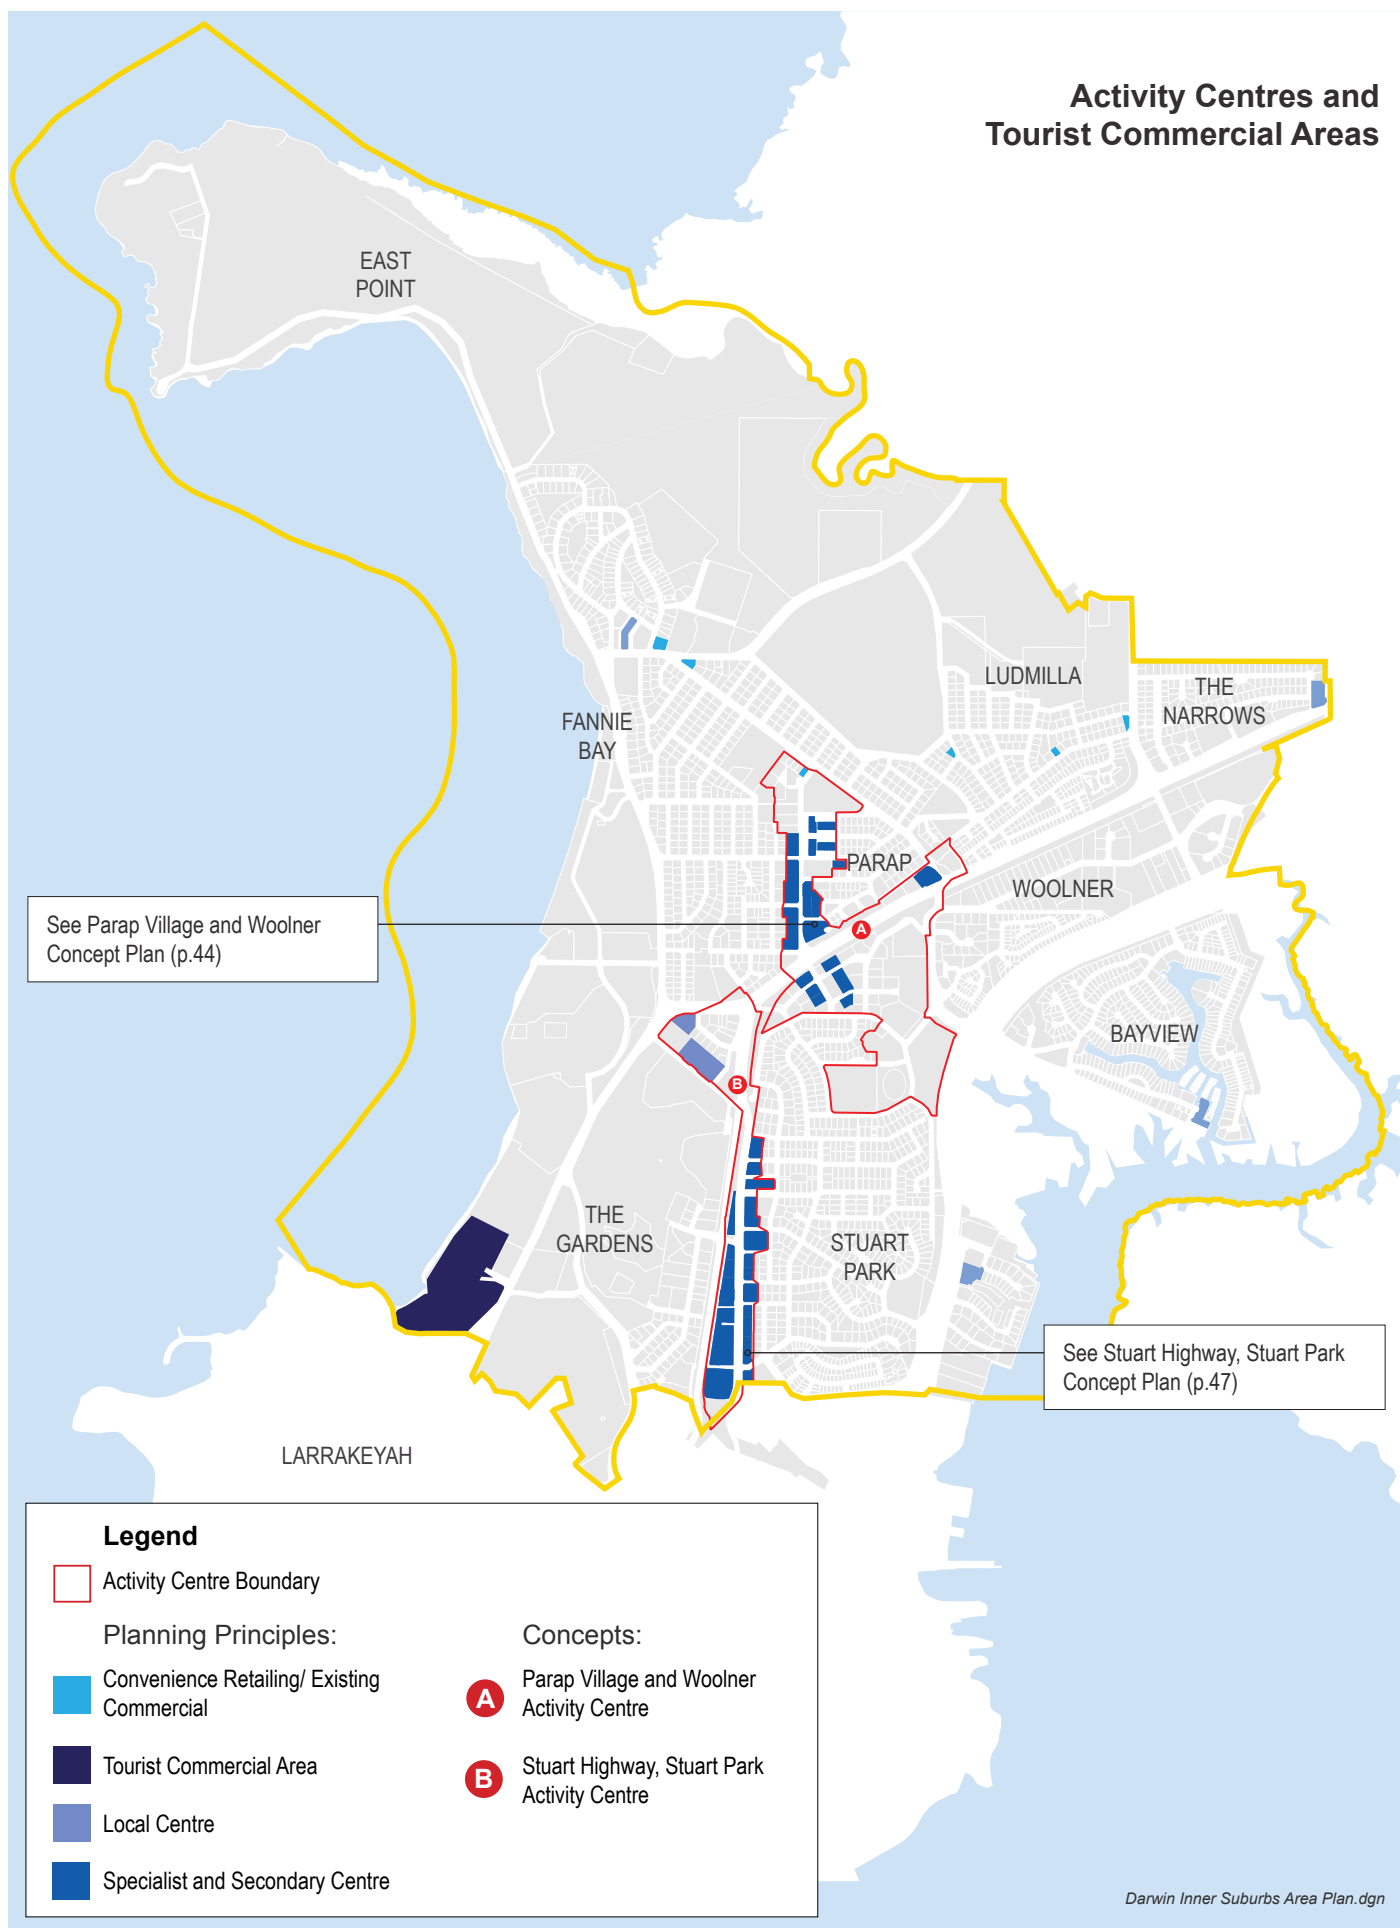 Activity Centres and
Tourist Commercial Areas
EAST
POINT
LUDMILLA
THE
NARROWS
FANNIE
BAY
PARAP
WOOLNER
A
See Parap Village and Woolner
Concept Plan (p.44)
BAYVIEW
B
THE
GARDENS
STUART
PARK
See Stuart Highway, Stuart Park
Concept Plan (p.47)
LARRAKEYAH
Legend
Activity Centre Boundary
Planning Principles:
Convenience Retailing/ Existing
Commercial
Tourist Commercial Area
Local Centre
Specialist and Secondary Centre
Concepts:
A
Parap Village and Woolner
Activity Centre
B
Stuart Highway, Stuart Park
Activity Centre
Darwin Inner Suburbs Area Plan.dgn